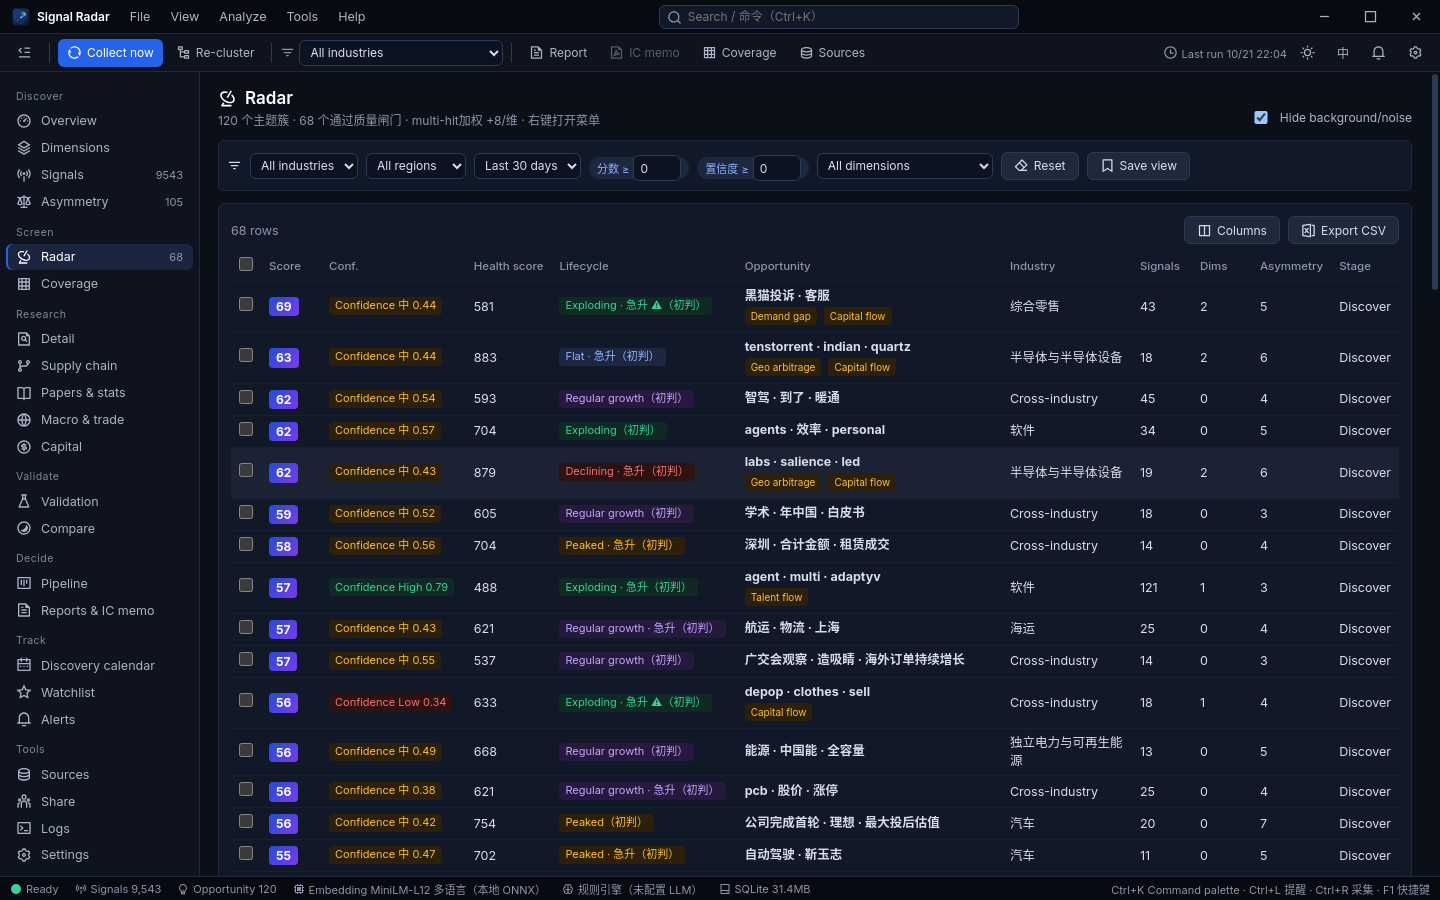 Signal Radar File View Analyze Tools Help Search / 命令（Ctrl+K）
Collect now Re-cluster All industries Report IC memo Coverage Sources Last run 10/21 22:04 中
Discover
Overview
Dimensions
Signals 9543
Asymmetry 105
Screen
Radar 68
Coverage
Research
Detail
Supply chain
Papers & stats
Macro & trade
Capital
Validate
Validation
Compare
Decide
Pipeline
Reports & IC memo
Track
Discovery calendar
Watchlist
Alerts
Tools
Sources
Share
Logs
Settings
Radar
120 个主题簇 · 68 个通过质量闸门 · multi-hit加权 +8/维 · 右键打开菜单
Hide background/noise
All industries All regions Last 30 days 分数 ≥ 0 置信度 ≥ 0 All dimensions Reset Save view
68 rows Columns Export CSV
Score Conf. Health score Lifecycle Opportunity Industry Signals Dims Asymmetry Stage
69 Confidence 中 0.44 581 Exploding · 急升 ⚠（初判） 黑猫投诉 · 客服 综合零售 43 2 5 Discover
Demand gap Capital flow
63 Confidence 中 0.44 883 Flat · 急升（初判） tenstorrent · indian · quartz 半导体与半导体设备 18 2 6 Discover
Geo arbitrage Capital flow
62 Confidence 中 0.54 593 Regular growth（初判） 智驾 · 到了 · 暖通 Cross-industry 45 0 4 Discover
62 Confidence 中 0.57 704 Exploding（初判） agents · 效率 · personal 软件 34 0 5 Discover
62 Confidence 中 0.43 879 Declining · 急升（初判） labs · salience · led 半导体与半导体设备 19 2 6 Discover
Geo arbitrage Capital flow
59 Confidence 中 0.52 605 Regular growth（初判） 学术 · 年中国 · 白皮书 Cross-industry 18 0 3 Discover
58 Confidence 中 0.56 704 Peaked · 急升（初判） 深圳 · 合计金额 · 租赁成交 Cross-industry 14 0 4 Discover
57 Confidence High 0.79 488 Exploding · 急升（初判） agent · multi · adaptyv 软件 121 1 3 Discover
Talent flow
57 Confidence 中 0.43 621 Regular growth · 急升（初判） 航运 · 物流 · 上海 海运 25 0 4 Discover
57 Confidence 中 0.55 537 Regular growth（初判） 广交会观察 · 造吸睛 · 海外订单持续增长 Cross-industry 14 0 3 Discover
56 Confidence Low 0.34 633 Exploding · 急升 ⚠（初判） depop · clothes · sell Cross-industry 18 1 4 Discover
Capital flow
56 Confidence 中 0.49 668 Regular growth（初判） 能源 · 中国能 · 全容量 独立电力与可再生能 13 0 5 Discover
源
56 Confidence 中 0.38 621 Regular growth · 急升（初判） pcb · 股价 · 涨停 Cross-industry 25 0 4 Discover
56 Confidence 中 0.42 754 Peaked（初判） 公司完成首轮 · 理想 · 最大投后估值 汽车 20 0 7 Discover
55 Confidence 中 0.47 702 Peaked · 急升（初判） 自动驾驶 · 靳玉志 汽车 11 0 5 Discover
Ready Signals 9,543 Opportunity 120 Embedding MiniLM-L12 多语言（本地 ONNX） 规则引擎（未配置 LLM） SQLite 31.4MB Ctrl+K Command palette · Ctrl+L 提醒 · Ctrl+R 采集 · F1 快捷键